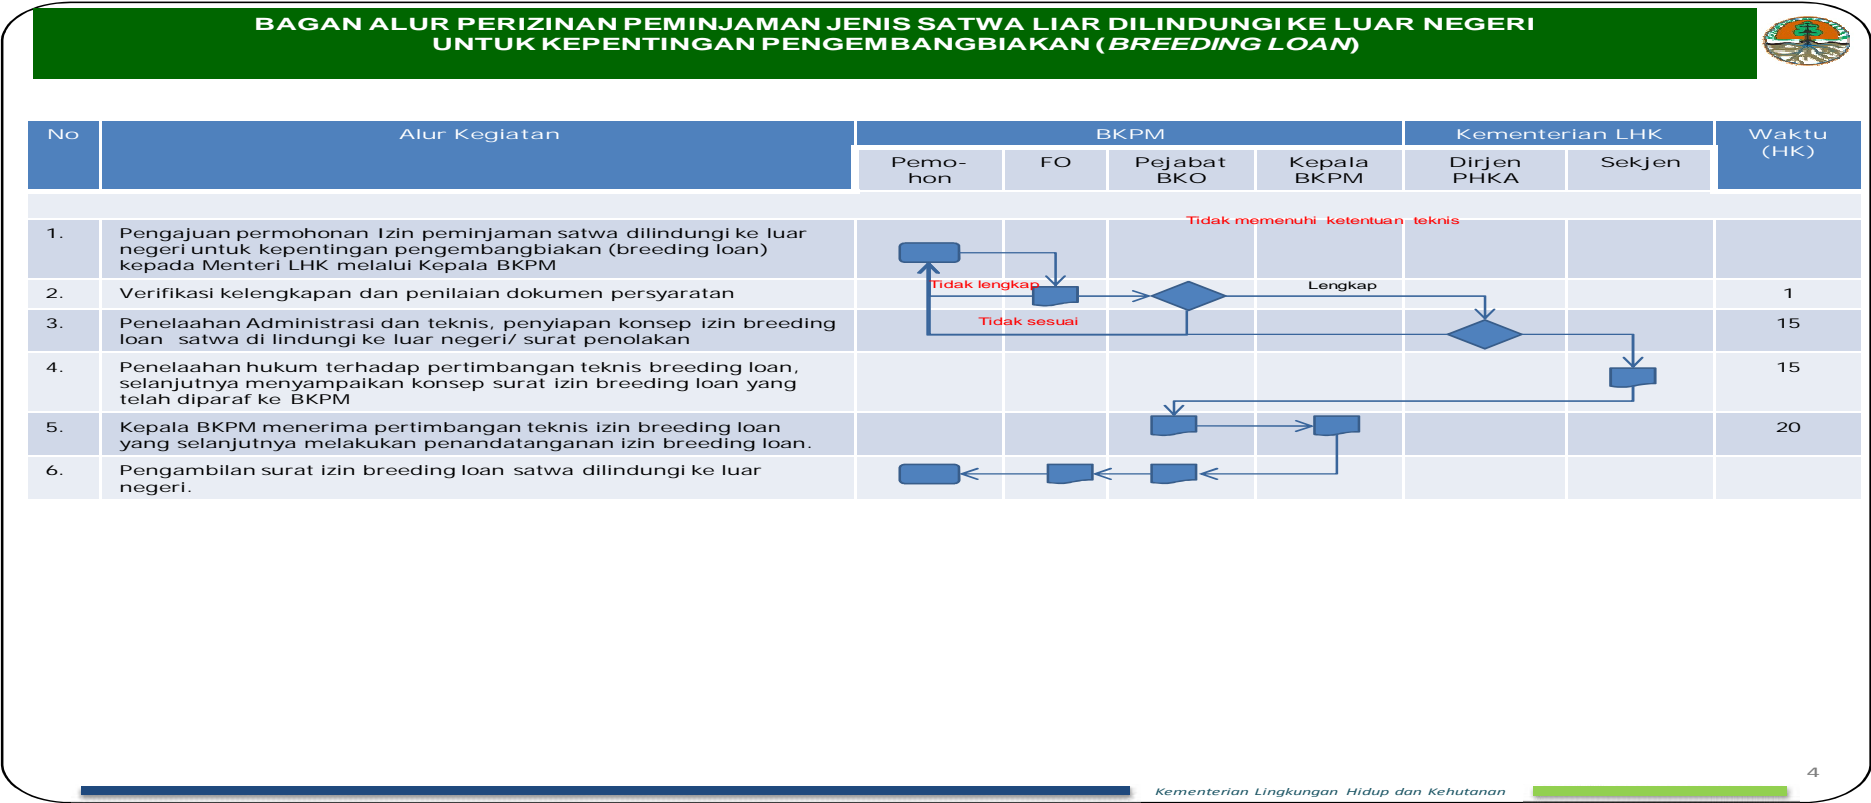 BAGAN ALUR PERIZINAN PEMINJAMAN JENIS SATWA LIAR DILINDUNGI KE LUAR NEGERI
UNTUK KEPENTINGAN PENGEMBANGBIAKAN (BREEDING LOAN)
No
Alur Kegiatan
BKPM
Kementerian LHK
Waktu
(HK)
Pemo-
hon
FO
Pejabat
BKO
Kepala
BKPM
Dirjen
PHKA
Sekjen
Tidak memenuhi ketentuan teknis
1.
Pengajuan permohonan Izin peminjaman satwa dilindungi ke luar
negeri untuk kepentingan pengembangbiakan (breeding loan)
kepada Menteri LHK melalui Kepala BKPM
2.
Verifikasi kelengkapan dan penilaian dokumen persyaratan
Tidak lengkap
Lengkap
1
3.
Penelaahan Administrasi dan teknis, penyiapan konsep izin breeding
loan satwa di lindungi ke luar negeri/ surat penolakan
Tidak sesuai
15
4.
Penelaahan hukum terhadap pertimbangan teknis breeding loan,
selanjutnya menyampaikan konsep surat izin breeding loan yang
telah diparaf ke BKPM
15
5.
Kepala BKPM menerima pertimbangan teknis izin breeding loan
yang selanjutnya melakukan penandatanganan izin breeding loan.
20
6.
Pengambilan surat izin breeding loan satwa dilindungi ke luar
negeri.
4
Kementerian Lingkungan Hidup dan Kehutanan